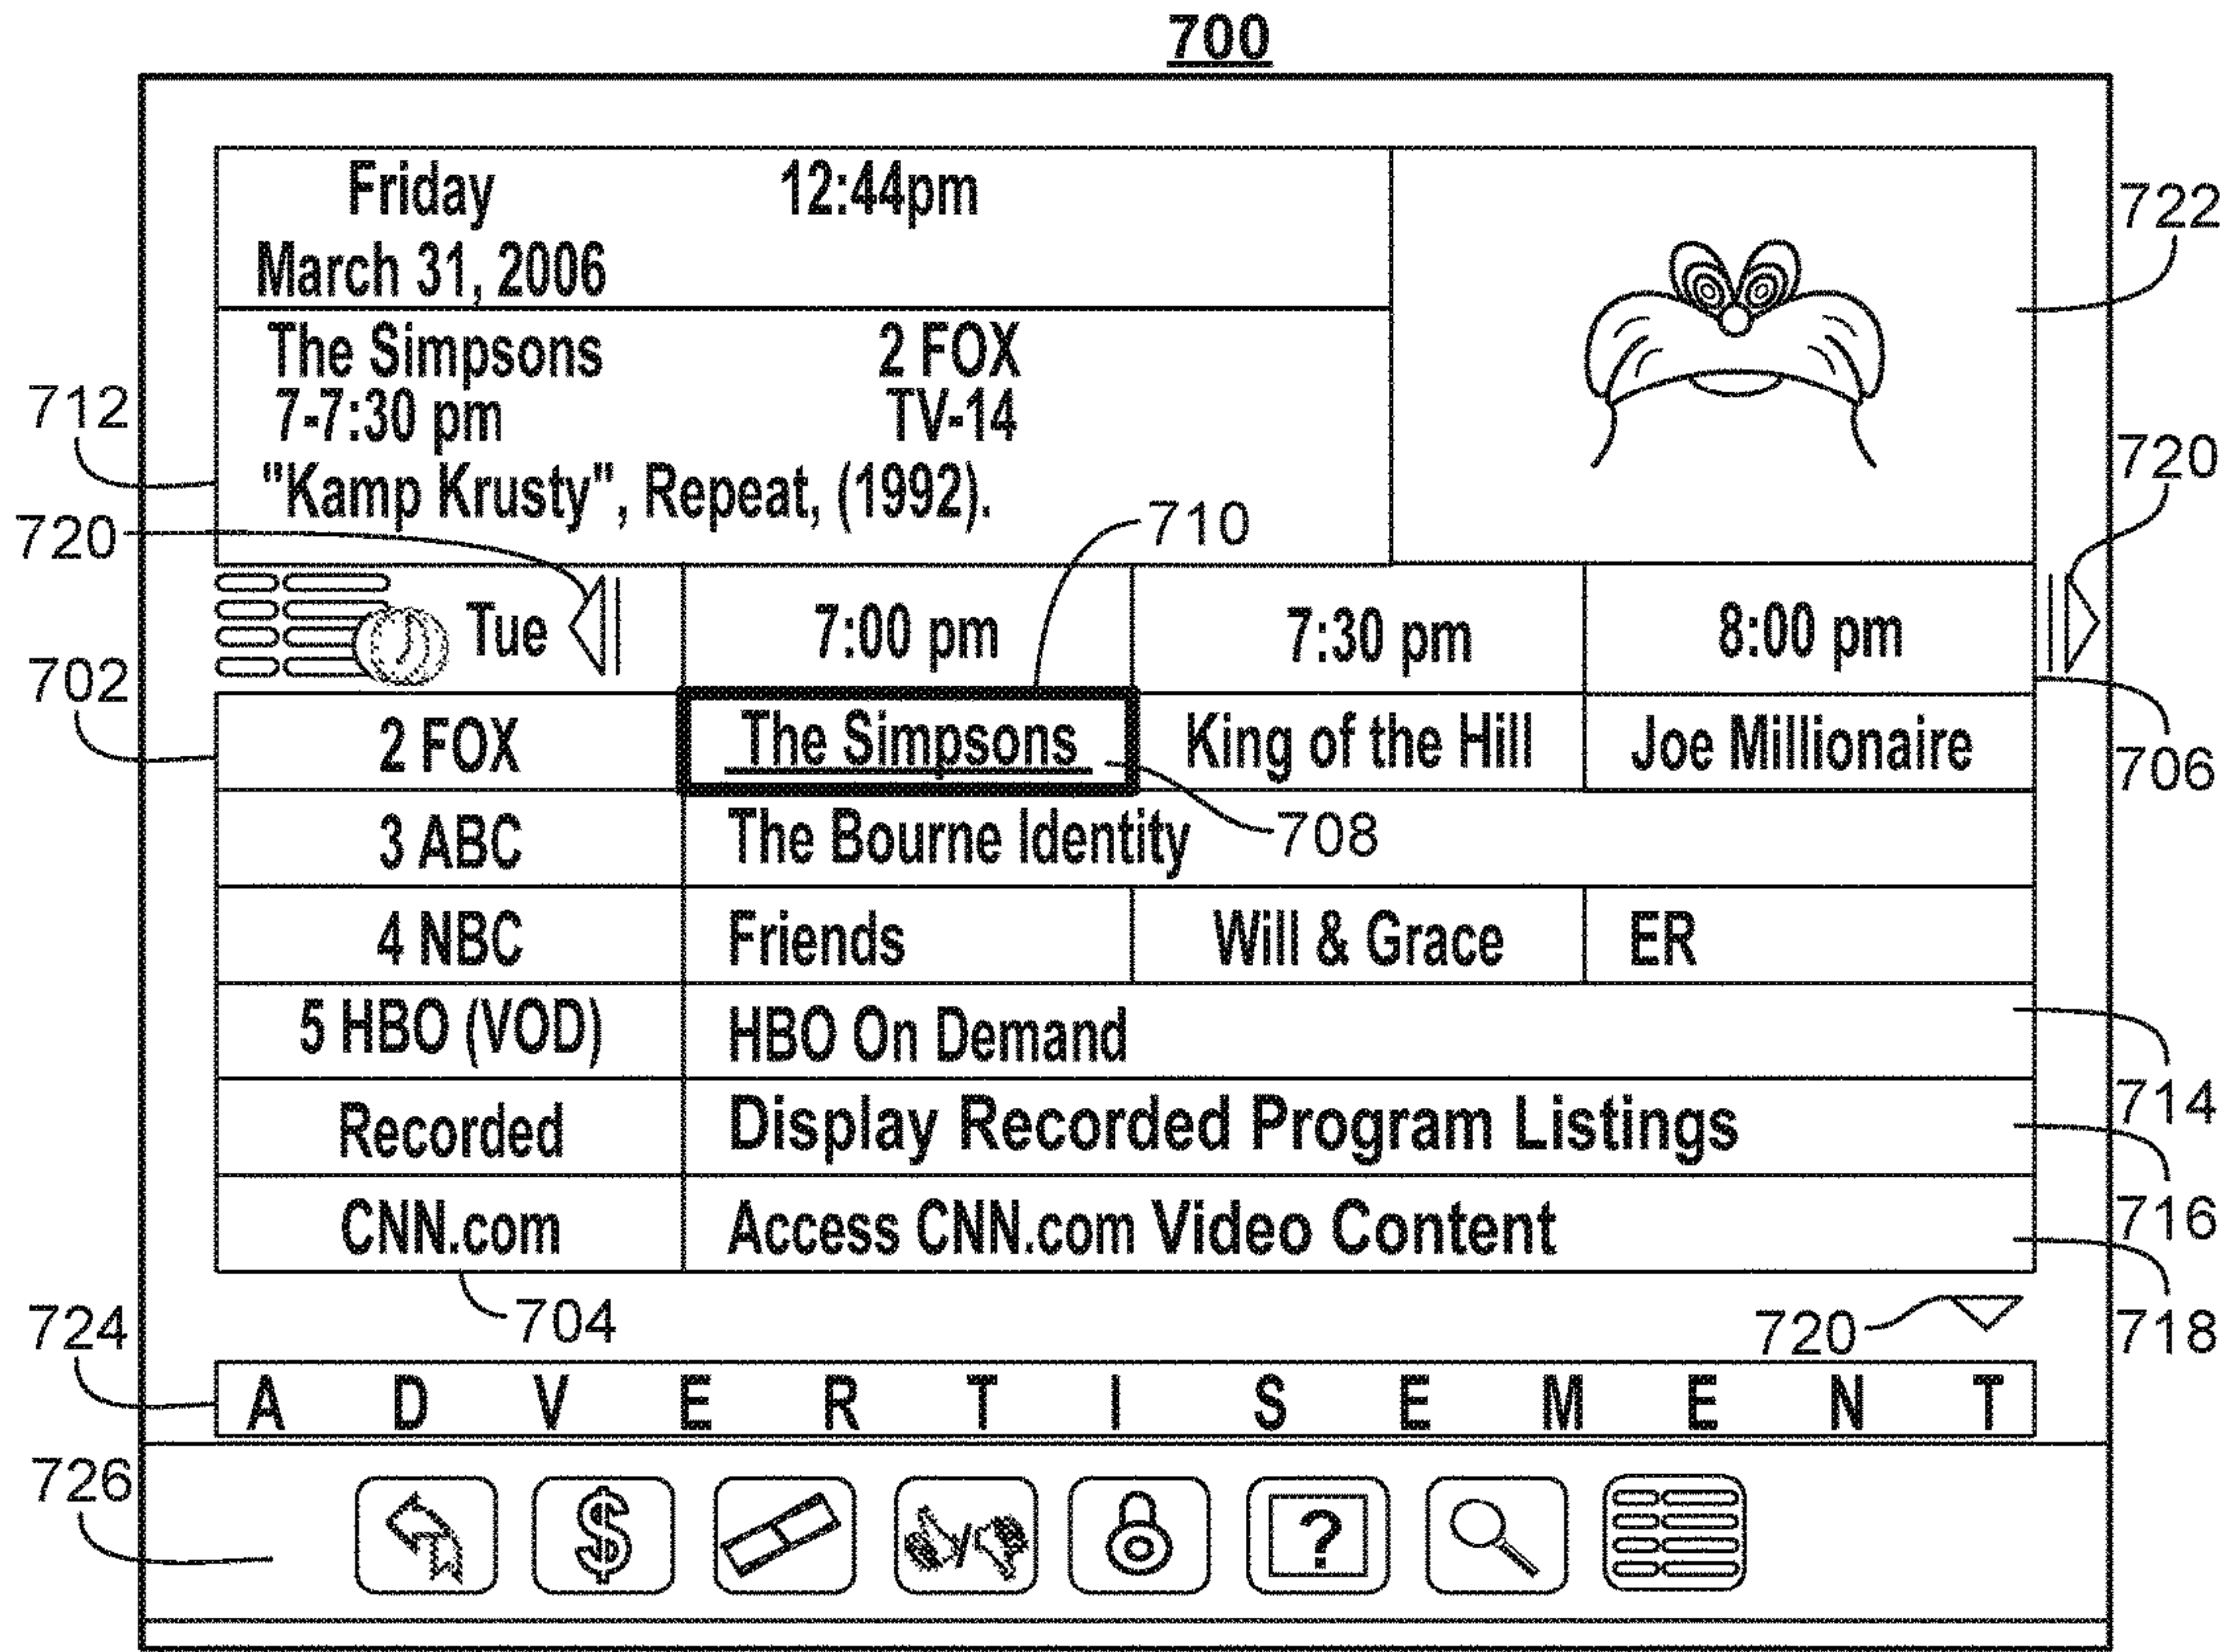 700
Friday 12:44pm
March 31, 2006
722
The Simpsons 2 FOX
712 7-7:30 pm TV-14
720
"Kamp Krusty", Repeat, (1992).
720 710
Tue 7:00 pm 7:30 pm 8:00 pm
702
2 FOX The Simpsons King of the Hill Joe Millionaire
706
3 ABC The Bourne Identity 708
4 NBC Friends Will & Grace ER
5 HBO (VOD) HBO On Demand
714
Recorded Display Recorded Program Listings
716
CNN.com Access CNN.com Video Content
724 704 720 718
A D V E R T I S E M E N T
726
$ / ?